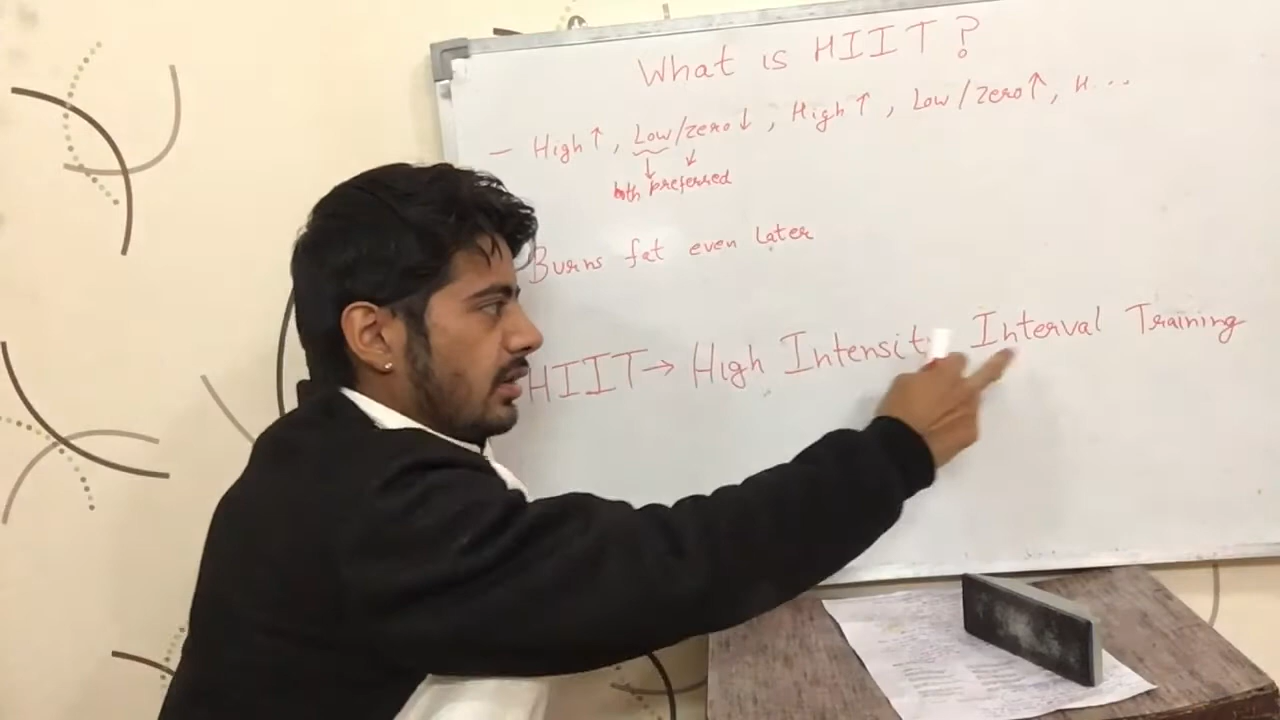 What is HIIT?
— High↑, Low/zero↓, High↑, Low/zero↑, H...
both preferred
Burns fat even later
HIIT → High Intensity Interval Training